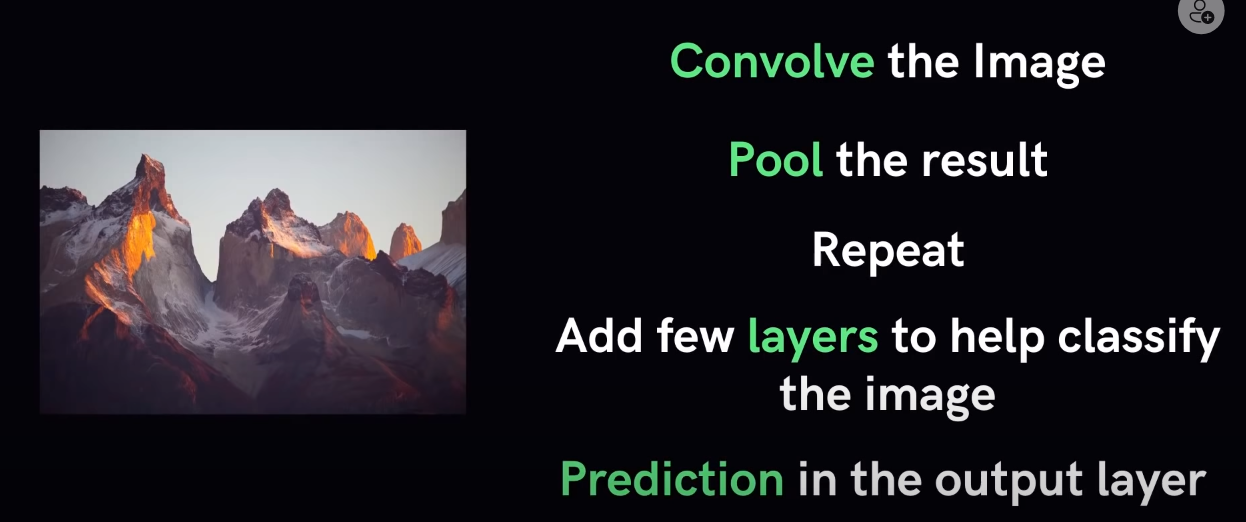 Convolve the Image
Pool the result
Repeat
Add few layers to help classify
the image
Prediction in the output layer